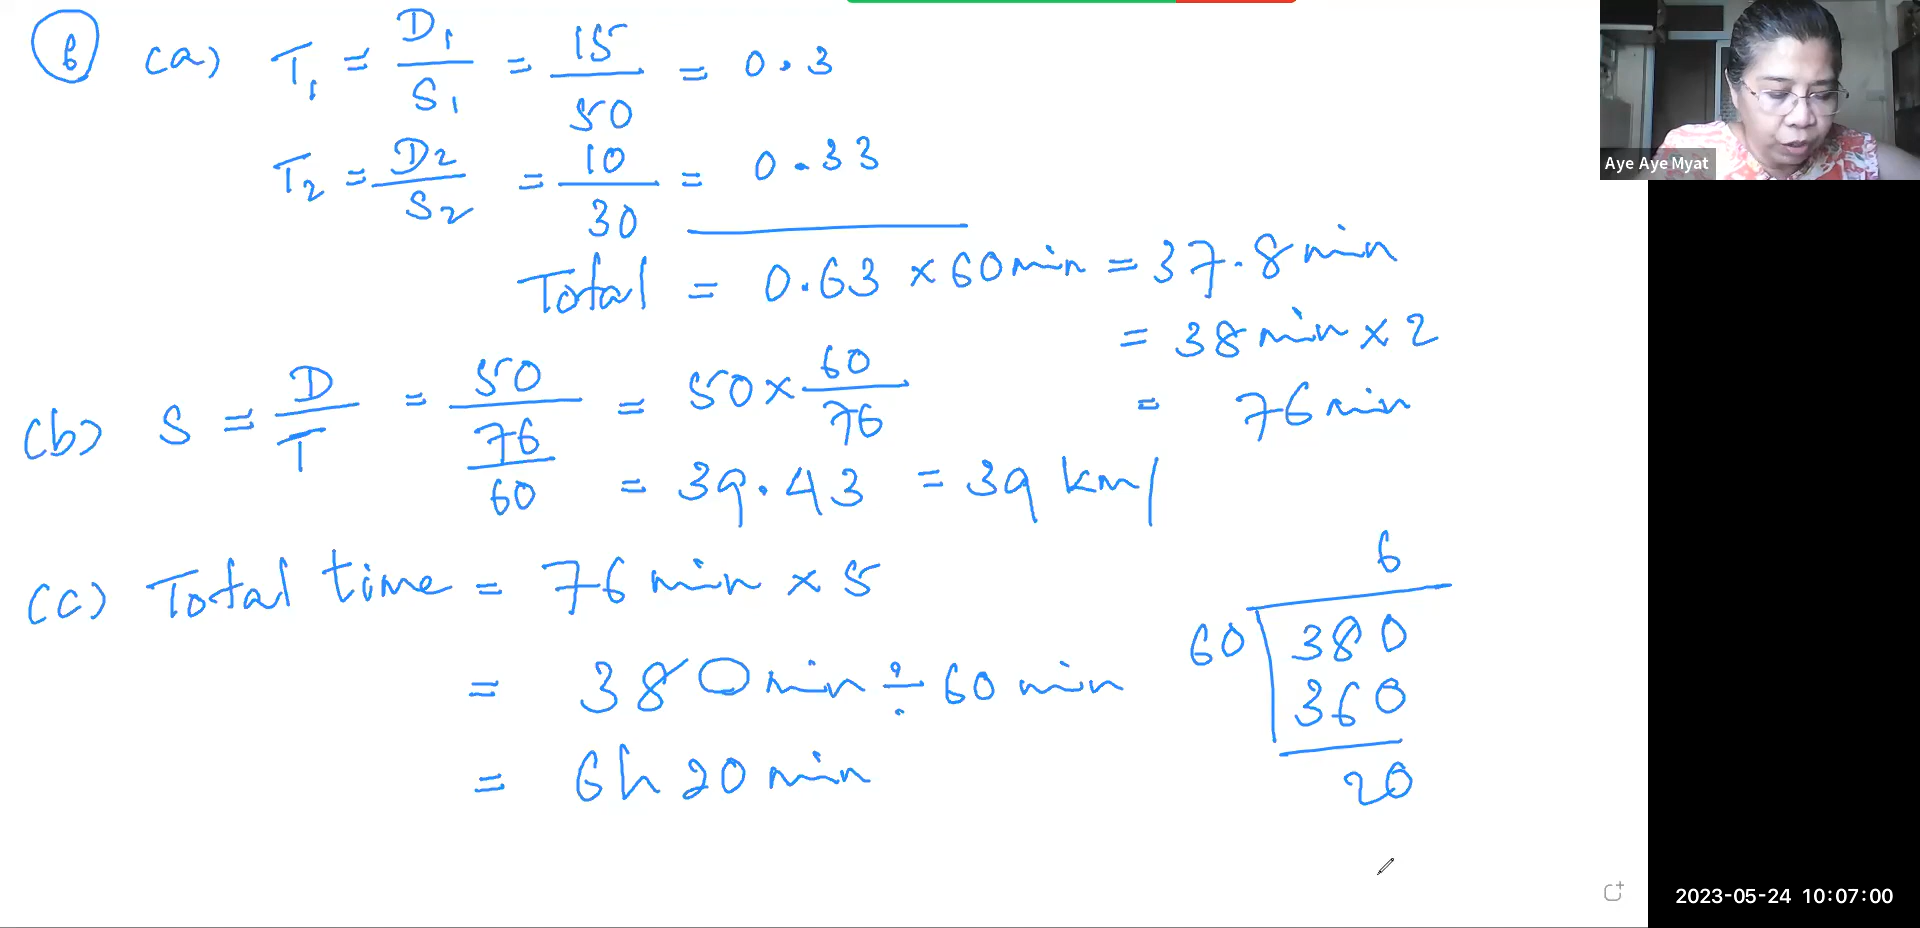 6 (a) T₁ = D₁/S₁ = 15/50 = 0.3
T₂ = D₂/S₂ = 10/30 = 0.33
Total = 0.63 × 60 min = 37.8 min
= 38 min × 2
= 76 min
(b) S = D/T = 50/(76/60) = 50 × 60/76
= 39.43 = 39 km/
(c) Total time = 76 min × 5
= 380 min ÷ 60 min
= 6h 20 min
6
60 380
360
20
Aye Aye Myat
2023-05-24 10:07:00